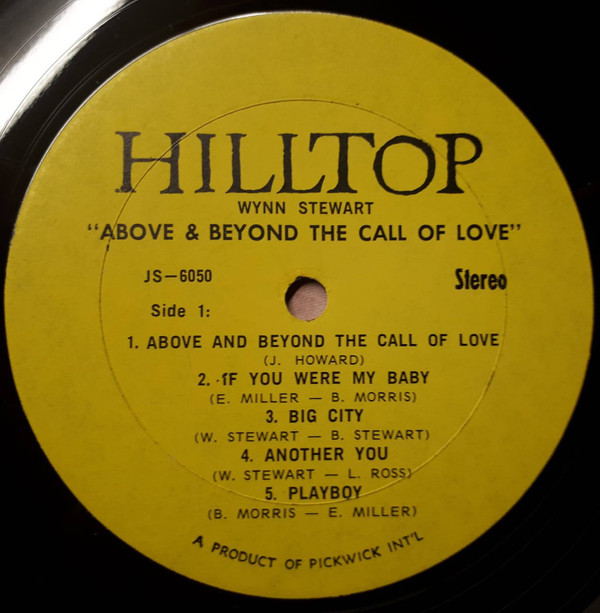 HILLTOP
WYNN STEWART
"ABOVE & BEYOND THE CALL OF LOVE"
JS-6050
Stereo
Side 1:
1. ABOVE AND BEYOND THE CALL OF LOVE
(J. HOWARD)
2. IF YOU WERE MY BABY
(E. MILLER — B. MORRIS)
3. BIG CITY
(W. STEWART — B. STEWART)
4. ANOTHER YOU
(W. STEWART — L. ROSS)
5. PLAYBOY
(B. MORRIS — E. MILLER)
A PRODUCT OF PICKWICK INT'L